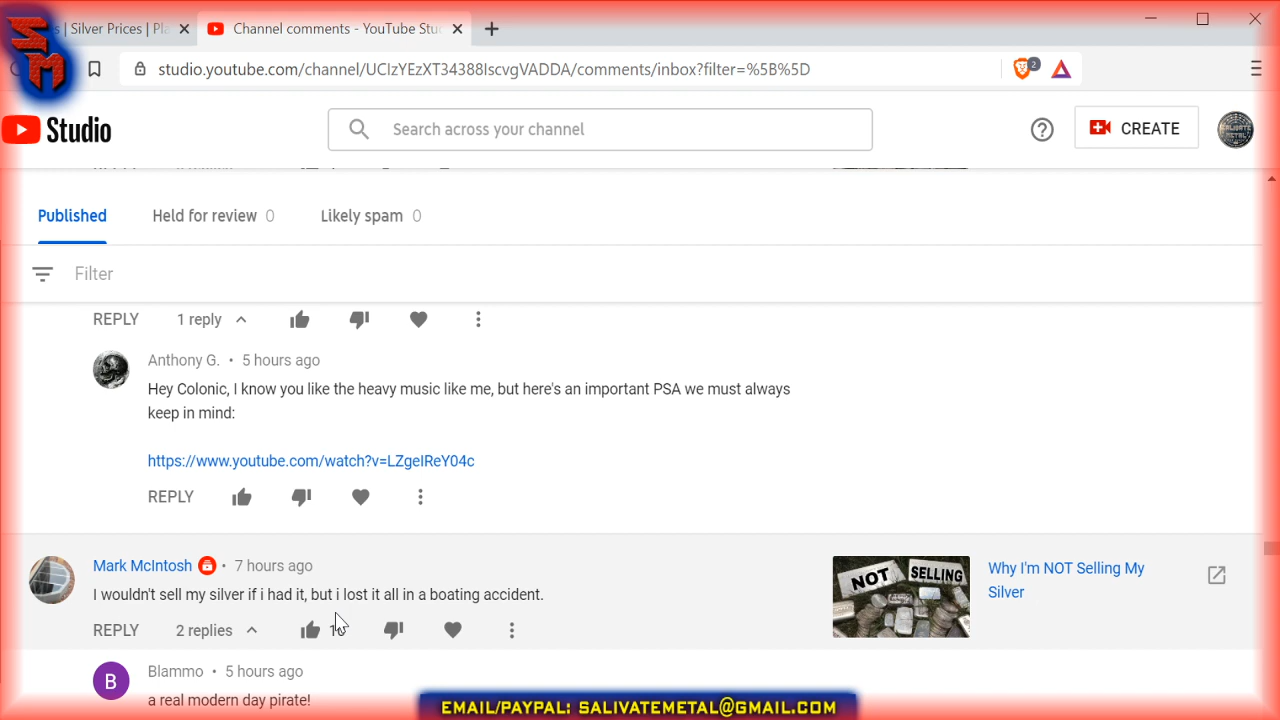 SM
s | Silver Prices | Pla
Channel comments - YouTube Stu
studio.youtube.com/channel/UCIzYEzXT34388IscvgVADDA/comments/inbox?filter=%5B%5D
2
Studio
Search across your channel
CREATE
Published
Held for review 0
Likely spam 0
Filter
REPLY
1 reply
Anthony G. • 5 hours ago
Hey Colonic, I know you like the heavy music like me, but here's an important PSA we must always
keep in mind:
https://www.youtube.com/watch?v=LZgeIReY04c
REPLY
Mark McIntosh • 7 hours ago
I wouldn't sell my silver if i had it, but i lost it all in a boating accident.
REPLY
2 replies
NOT SELLING
Why I'm NOT Selling My
Silver
B
Blammo • 5 hours ago
a real modern day pirate!
EMAIL/PAYPAL: SALIVATEMETAL@GMAIL.COM